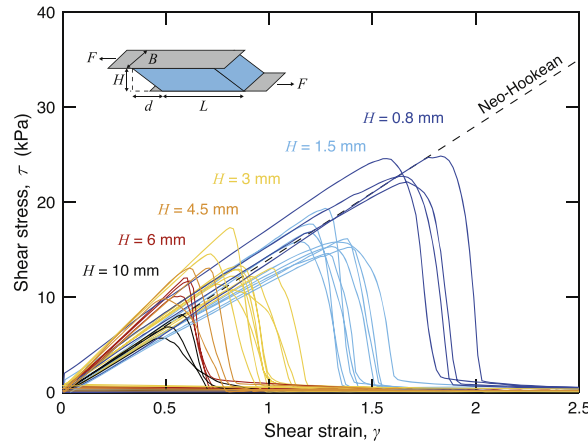 40
30
20
10
0
0
0.5
1
1.5
2
2.5
Shear stress, τ (kPa)
Shear strain, γ
F
B
H
d
L
F
Neo-Hookean
H = 0.8 mm
H = 1.5 mm
H = 3 mm
H = 4.5 mm
H = 6 mm
H = 10 mm